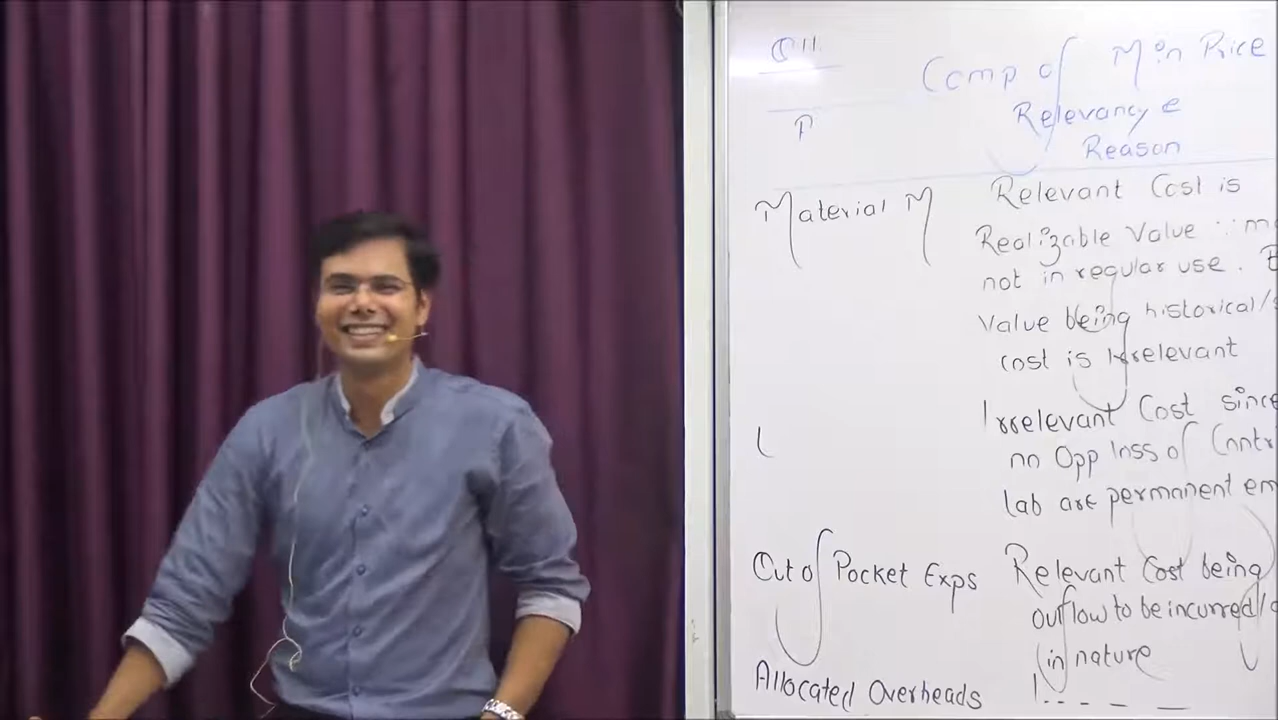 Q 11
Comp of Min Price
P
Relevancy e
Reason
Material M
Relevant Cost is
Realizable Value ∵ m
not in regular use.
Value being historical/
cost is Irrelevant
L
Irrelevant Cost since
no Opp loss of Contr
lab are permanent em
Out of Pocket Exps
Relevant Cost being
outflow to be incurred/
in nature
Allocated Overheads
I - - - -